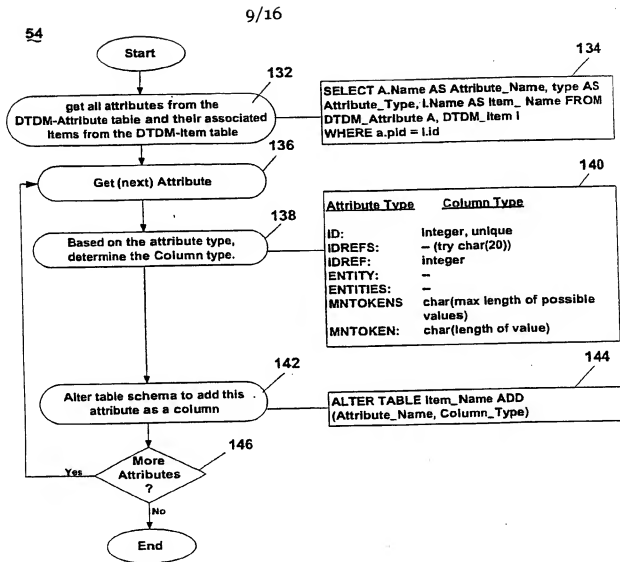 9/16
54
Start
132
get all attributes from the
DTDM-Attribute table and their associated
Items from the DTDM-Item table
134
SELECT A.Name AS Attribute_Name, type AS
Attribute_Type, I.Name AS Item_ Name FROM
DTDM_Attribute A, DTDM_Item I
WHERE a.pid = I.id
136
Get (next) Attribute
138
Based on the attribute type,
determine the Column type.
140
Attribute Type Column Type
ID: Integer, unique
IDREFS: – (try char(20))
IDREF: integer
ENTITY: –
ENTITIES: –
MNTOKENS char(max length of possible
values)
MNTOKEN: char(length of value)
142
Alter table schema to add this
attribute as a column
144
ALTER TABLE Item_Name ADD
(Attribute_Name, Column_Type)
146
More
Attributes
?
Yes
No
End